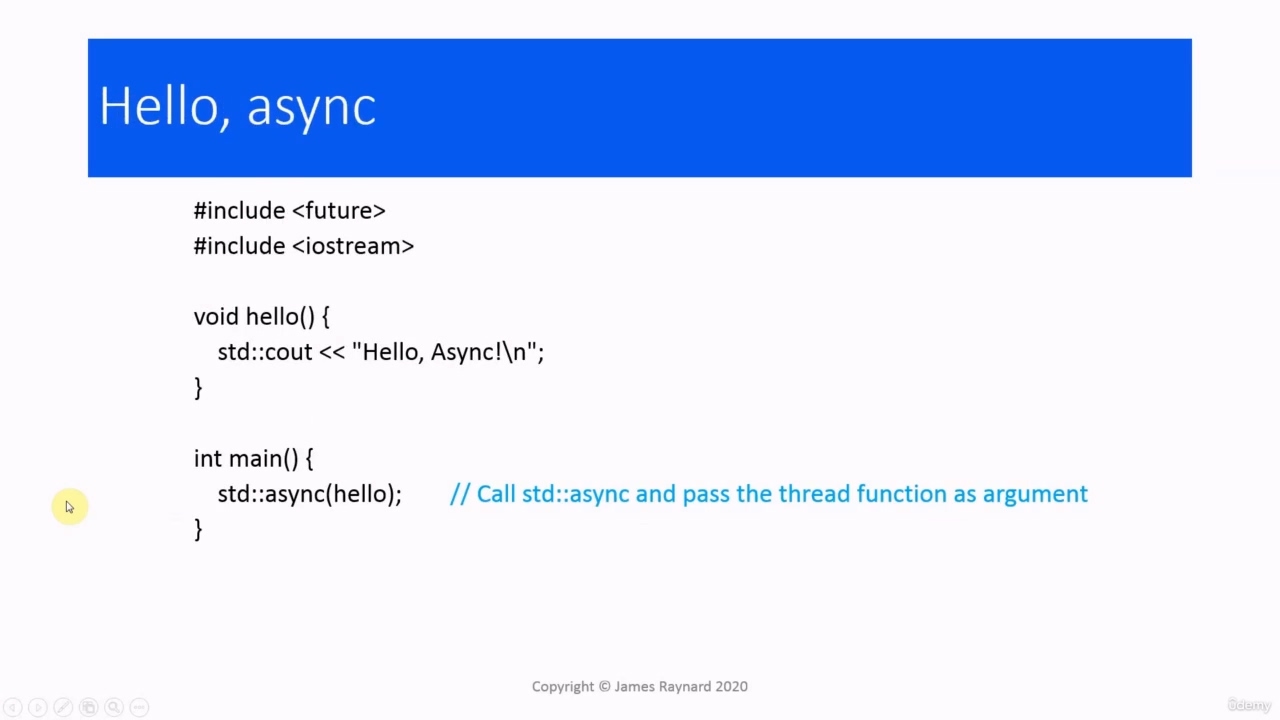 Hello, async
#include <future>
#include <iostream>
void hello() {
std::cout << "Hello, Async!\n";
}
int main() {
std::async(hello); // Call std::async and pass the thread function as argument
}
Copyright © James Raynard 2020
ûdemy